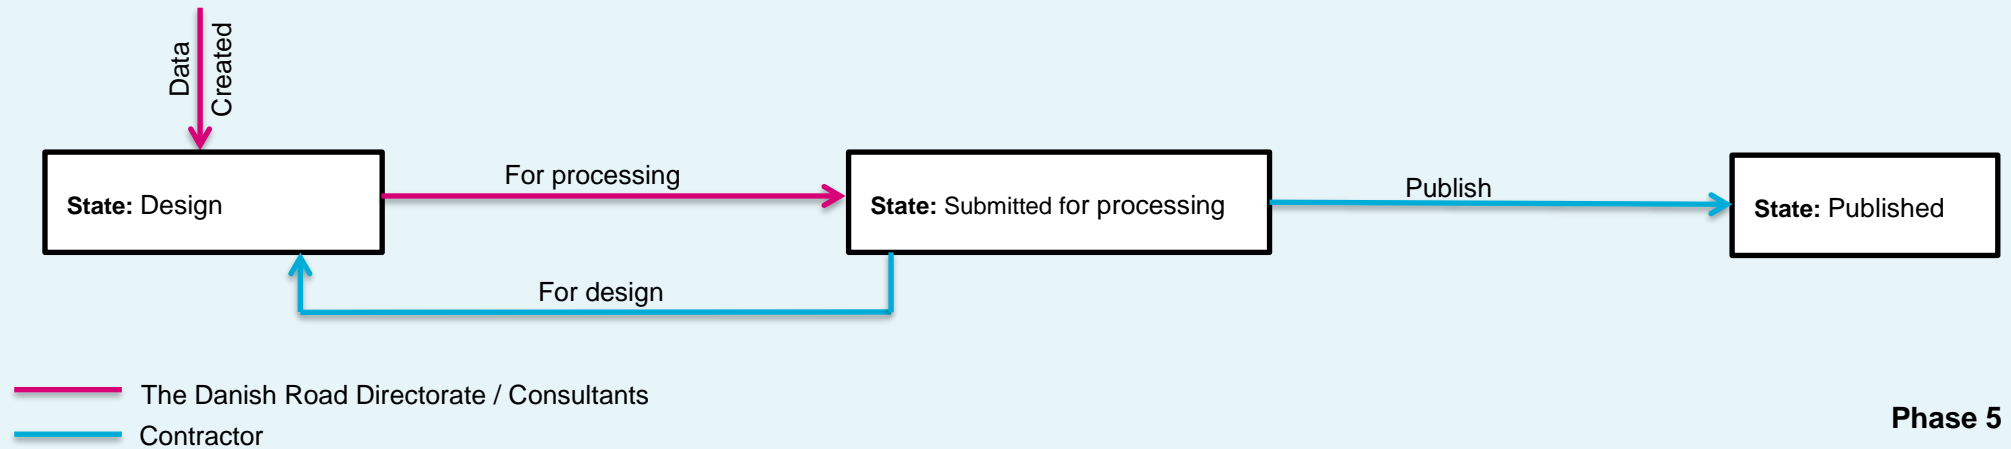 Data
Created
State: Design
For processing
State: Submitted for processing
Publish
State: Published
For design
The Danish Road Directorate / Consultants
Contractor
Phase 5